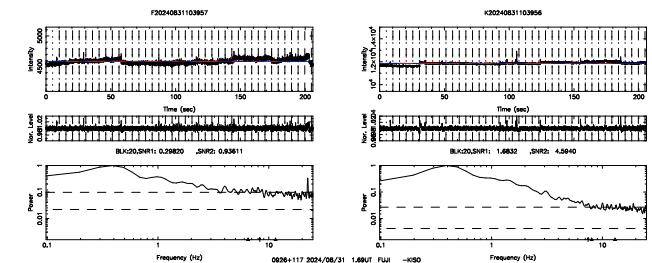 F20240831103957
K20240831103956
5000
4500
Intensity
0
50
100
150
200
Time (sec)
10⁴
1.2×10⁴
1.4×10⁴
Intensity
0
50
100
150
200
Time (sec)
Nor. Level
Nor. Level
BLK:20,SNR1: 0.29820 ,SNR2: 0.93611
BLK:20,SNR1: 1.6832 ,SNR2: 4.5940
1
0.1
0.01
Power
0.1
1
10
Frequency (Hz)
1
0.1
0.01
Power
0.1
1
10
Frequency (Hz)
0926+117 2024/08/31 1.69UT FUJI -KISO